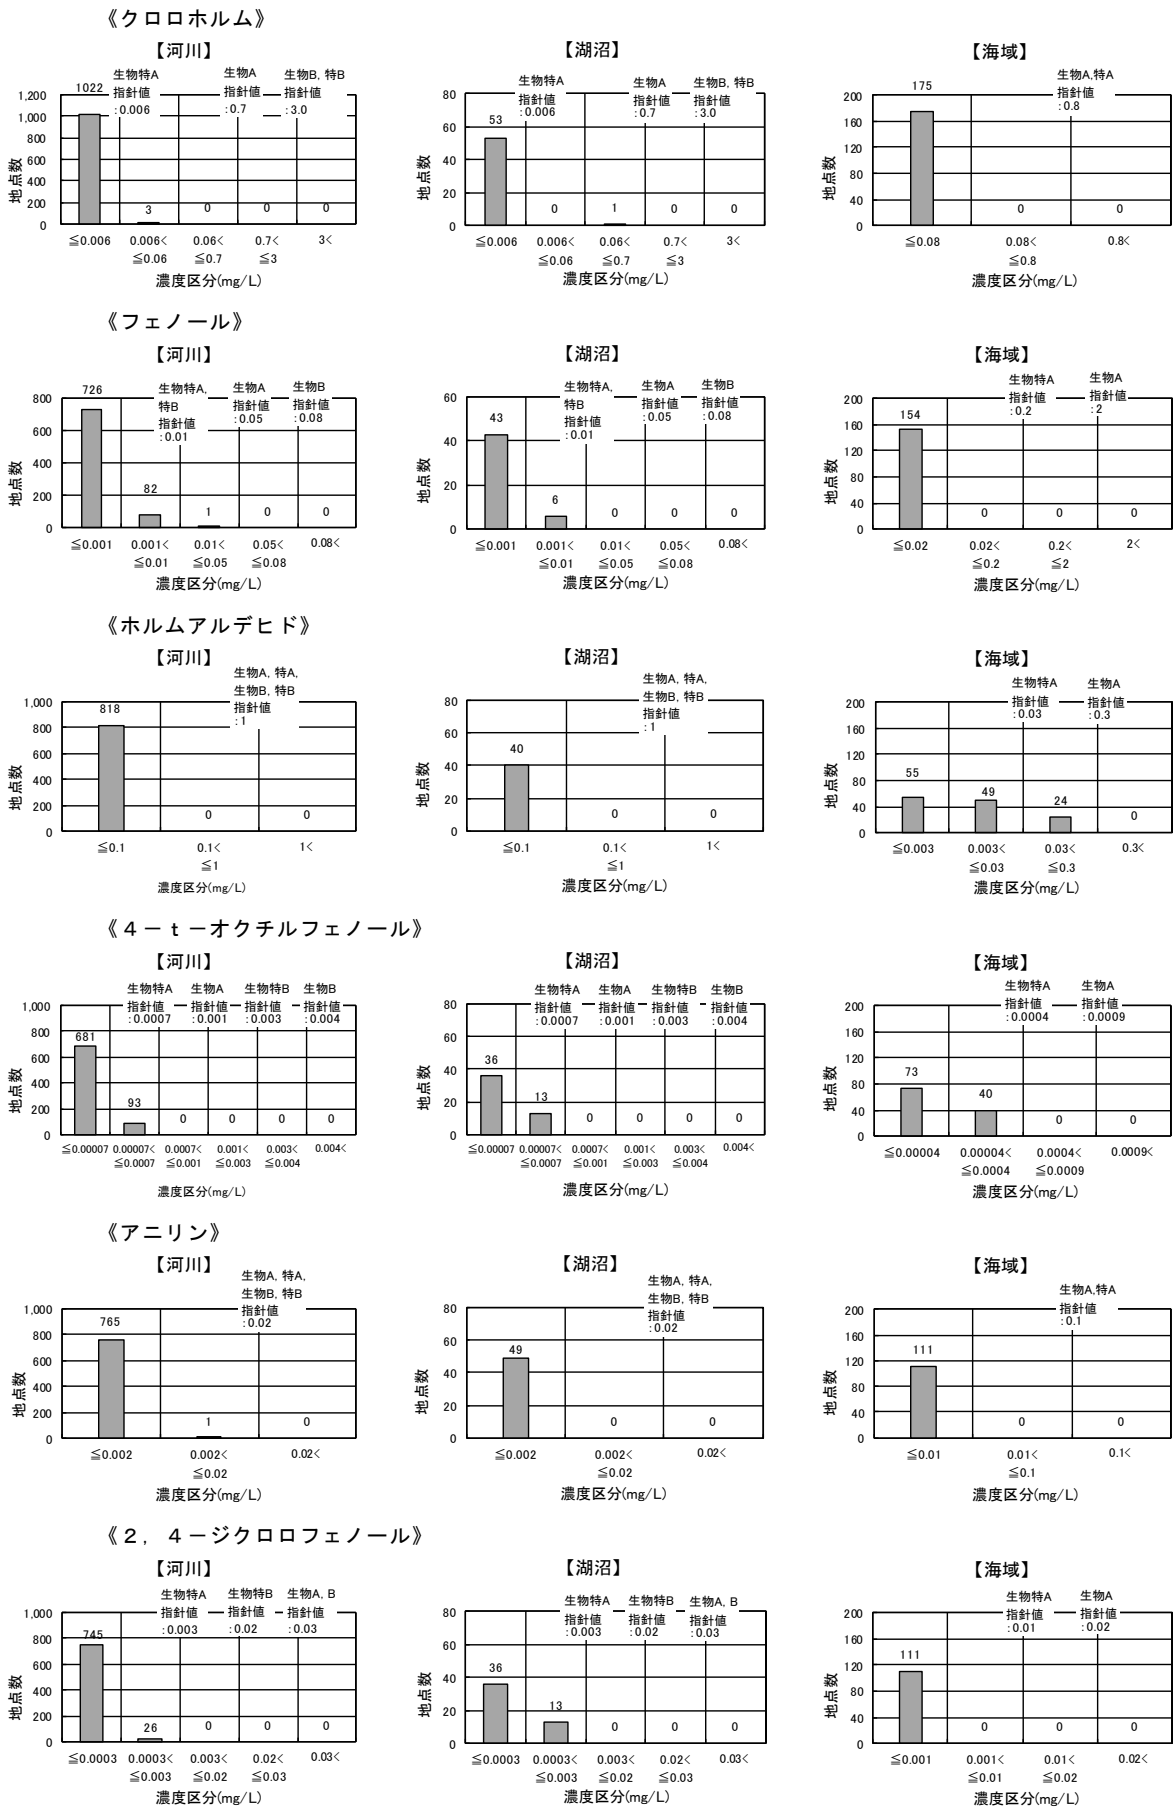 《クロロホルム》
【河川】
生物特A
指針値
:0.006
生物A
指針値
:0.7
生物B, 特B
指針値
:3.0
地点数
1,200
1,000
800
600
400
200
0
1022
3
0
0
0
≦0.006
0.006<
≦0.06
0.06<
≦0.7
0.7<
≦3
3<
濃度区分(mg/L)
【湖沼】
生物特A
指針値
:0.006
生物A
指針値
:0.7
生物B, 特B
指針値
:3.0
地点数
80
60
40
20
0
53
0
1
0
0
≦0.006
0.006<
≦0.06
0.06<
≦0.7
0.7<
≦3
3<
濃度区分(mg/L)
【海域】
生物A,特A
指針値
:0.8
地点数
200
160
120
80
40
0
175
0
0
≦0.08
0.08<
≦0.8
0.8<
濃度区分(mg/L)
《フェノール》
【河川】
生物特A,
特B
指針値
:0.01
生物A
指針値
:0.05
生物B
指針値
:0.08
地点数
800
600
400
200
0
726
82
1
0
0
≦0.001
0.001<
≦0.01
0.01<
≦0.05
0.05<
≦0.08
0.08<
濃度区分(mg/L)
【湖沼】
生物特A,
特B
指針値
:0.01
生物A
指針値
:0.05
生物B
指針値
:0.08
地点数
60
40
20
0
43
6
0
0
0
≦0.001
0.001<
≦0.01
0.01<
≦0.05
0.05<
≦0.08
0.08<
濃度区分(mg/L)
【海域】
生物特A
指針値
:0.2
生物A
指針値
:2
地点数
200
160
120
80
40
0
154
0
0
0
≦0.02
0.02<
≦0.2
0.2<
≦2
2<
濃度区分(mg/L)
《ホルムアルデヒド》
【河川】
生物A, 特A,
生物B, 特B
指針値
:1
地点数
1,000
800
600
400
200
0
818
0
0
≦0.1
0.1<
≦1
1<
濃度区分(mg/L)
【湖沼】
生物A, 特A,
生物B, 特B
指針値
:1
地点数
80
60
40
20
0
40
0
0
≦0.1
0.1<
≦1
1<
濃度区分(mg/L)
【海域】
生物特A
指針値
:0.03
生物A
指針値
:0.3
地点数
200
160
120
80
40
0
55
49
24
0
≦0.003
0.003<
≦0.03
0.03<
≦0.3
0.3<
濃度区分(mg/L)
《４－ｔ－オクチルフェノール》
【河川】
生物特A
指針値
:0.0007
生物A
指針値
:0.001
生物特B
指針値
:0.003
生物B
指針値
:0.004
地点数
1,000
800
600
400
200
0
681
93
0
0
0
0
≦0.00007
0.00007<
≦0.0007
0.0007<
≦0.001
0.001<
≦0.003
0.003<
≦0.004
0.004<
濃度区分(mg/L)
【湖沼】
生物特A
指針値
:0.0007
生物A
指針値
:0.001
生物特B
指針値
:0.003
生物B
指針値
:0.004
地点数
80
60
40
20
0
36
13
0
0
0
0
≦0.00007
0.00007<
≦0.0007
0.0007<
≦0.001
0.001<
≦0.003
0.003<
≦0.004
0.004<
濃度区分(mg/L)
【海域】
生物特A
指針値
:0.0004
生物A
指針値
:0.0009
地点数
200
160
120
80
40
0
73
40
0
0
≦0.00004
0.00004<
≦0.0004
0.0004<
≦0.0009
0.0009<
濃度区分(mg/L)
《アニリン》
【河川】
生物A, 特A,
生物B, 特B
指針値
:0.02
地点数
1,000
800
600
400
200
0
765
1
0
≦0.002
0.002<
≦0.02
0.02<
濃度区分(mg/L)
【湖沼】
生物A, 特A,
生物B, 特B
指針値
:0.02
地点数
80
60
40
20
0
49
0
0
≦0.002
0.002<
≦0.02
0.02<
濃度区分(mg/L)
【海域】
生物A,特A
指針値
:0.1
地点数
200
160
120
80
40
0
111
0
0
≦0.01
0.01<
≦0.1
0.1<
濃度区分(mg/L)
《２，４－ジクロロフェノール》
【河川】
生物特A
指針値
:0.003
生物特B
指針値
:0.02
生物A, B
指針値
:0.03
地点数
1,000
800
600
400
200
0
745
26
0
0
0
≦0.0003
0.0003<
≦0.003
0.003<
≦0.02
0.02<
≦0.03
0.03<
濃度区分(mg/L)
【湖沼】
生物特A
指針値
:0.003
生物特B
指針値
:0.02
生物A, B
指針値
:0.03
地点数
80
60
40
20
0
36
13
0
0
0
≦0.0003
0.0003<
≦0.003
0.003<
≦0.02
0.02<
≦0.03
0.03<
濃度区分(mg/L)
【海域】
生物特A
指針値
:0.01
生物A
指針値
:0.02
地点数
200
160
120
80
40
0
111
0
0
0
≦0.001
0.001<
≦0.01
0.01<
≦0.02
0.02<
濃度区分(mg/L)